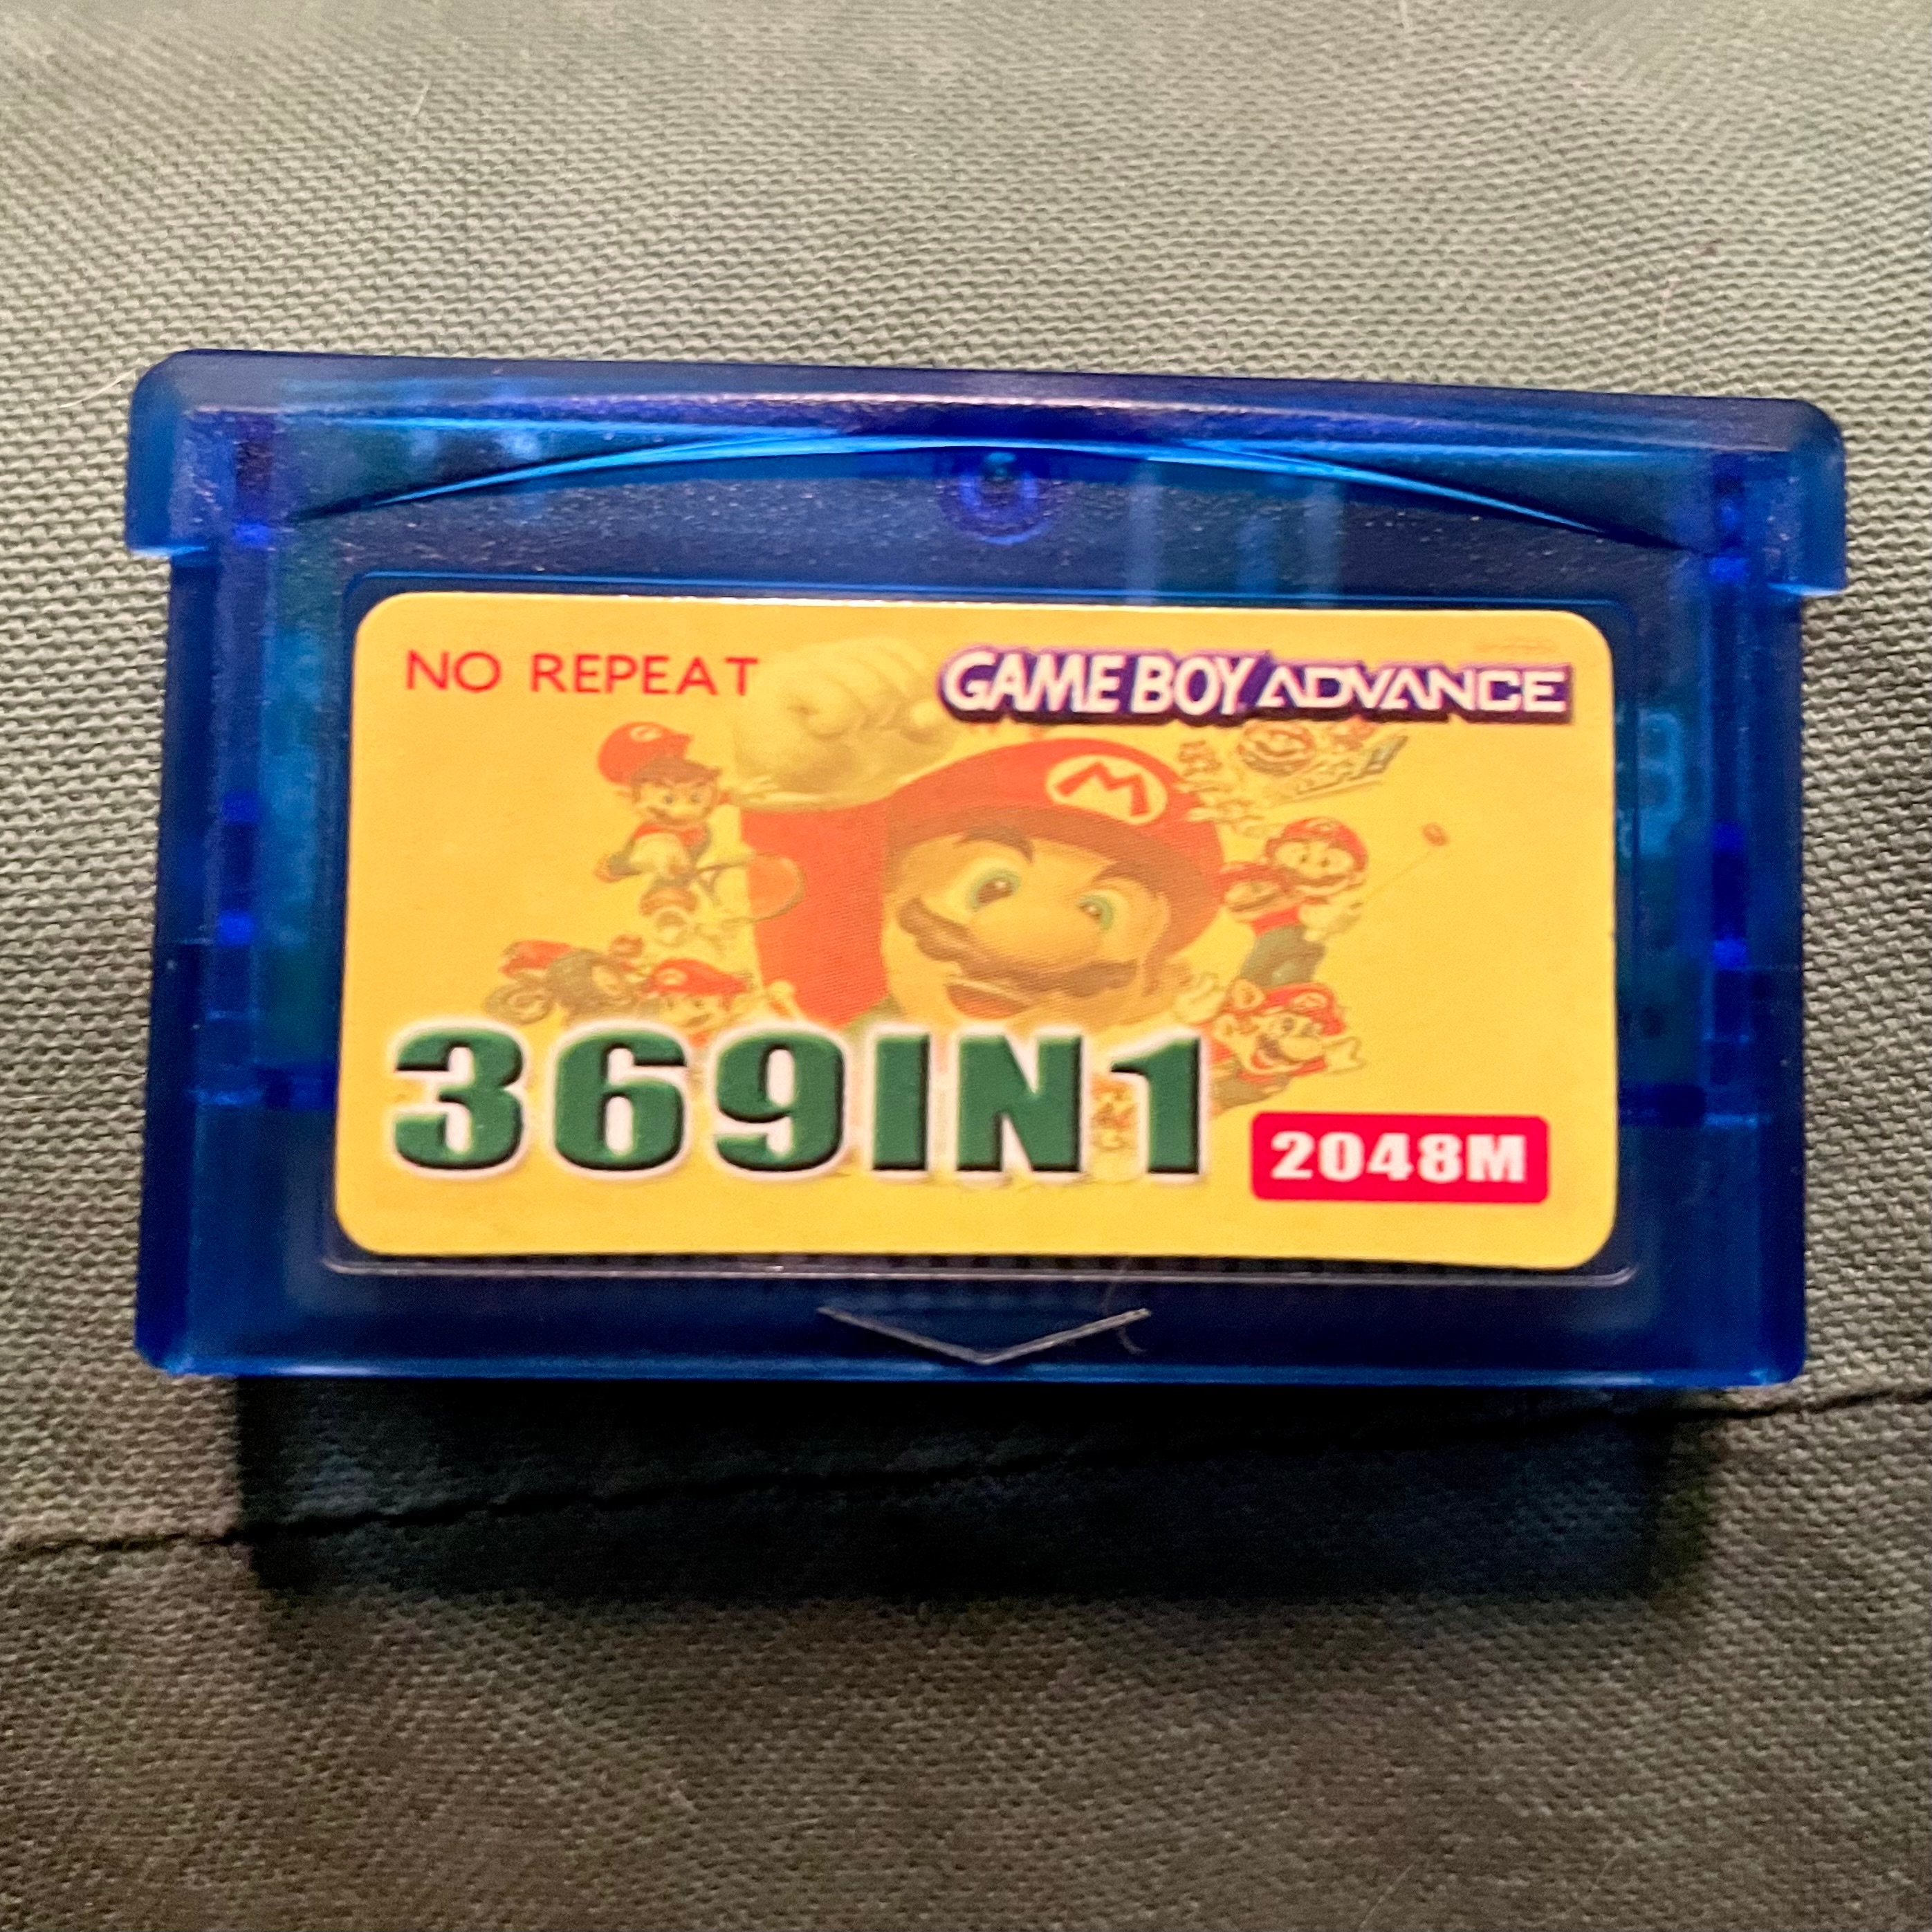 NO REPEAT
GAME BOY ADVANCE
M
369IN1
2048M